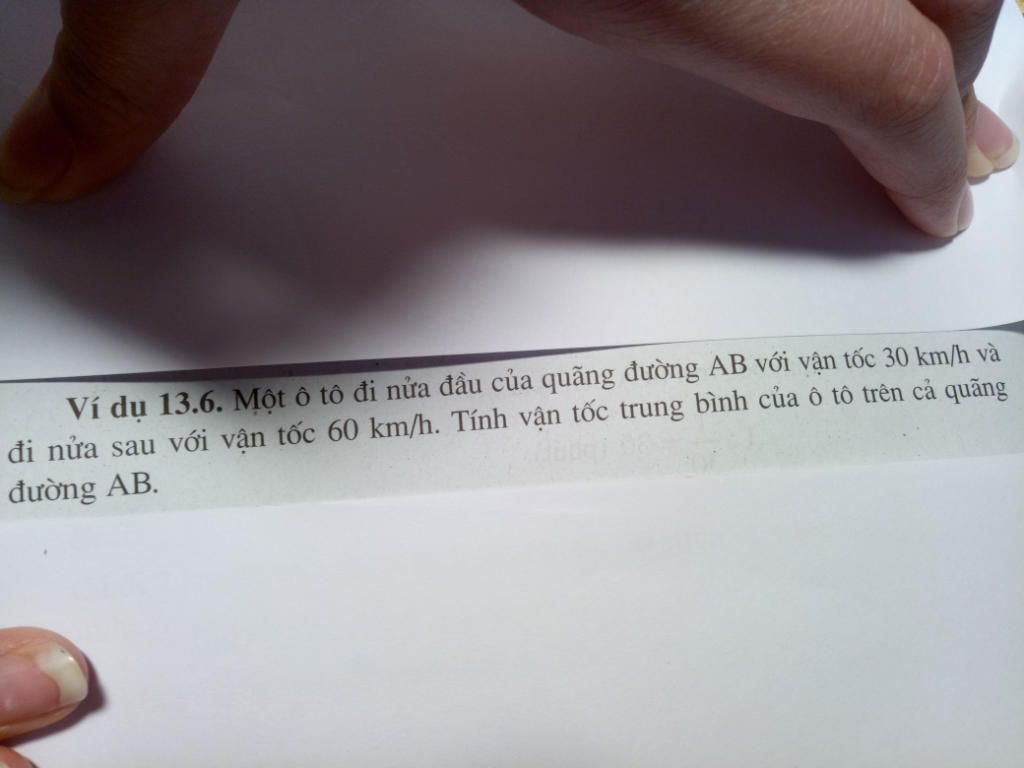 Ví dụ 13.6. Một ô tô đi nửa đầu của quãng đường AB với vận tốc 30 km/h và
đi nửa sau với vận tốc 60 km/h. Tính vận tốc trung bình của ô tô trên cả quãng
đường AB.